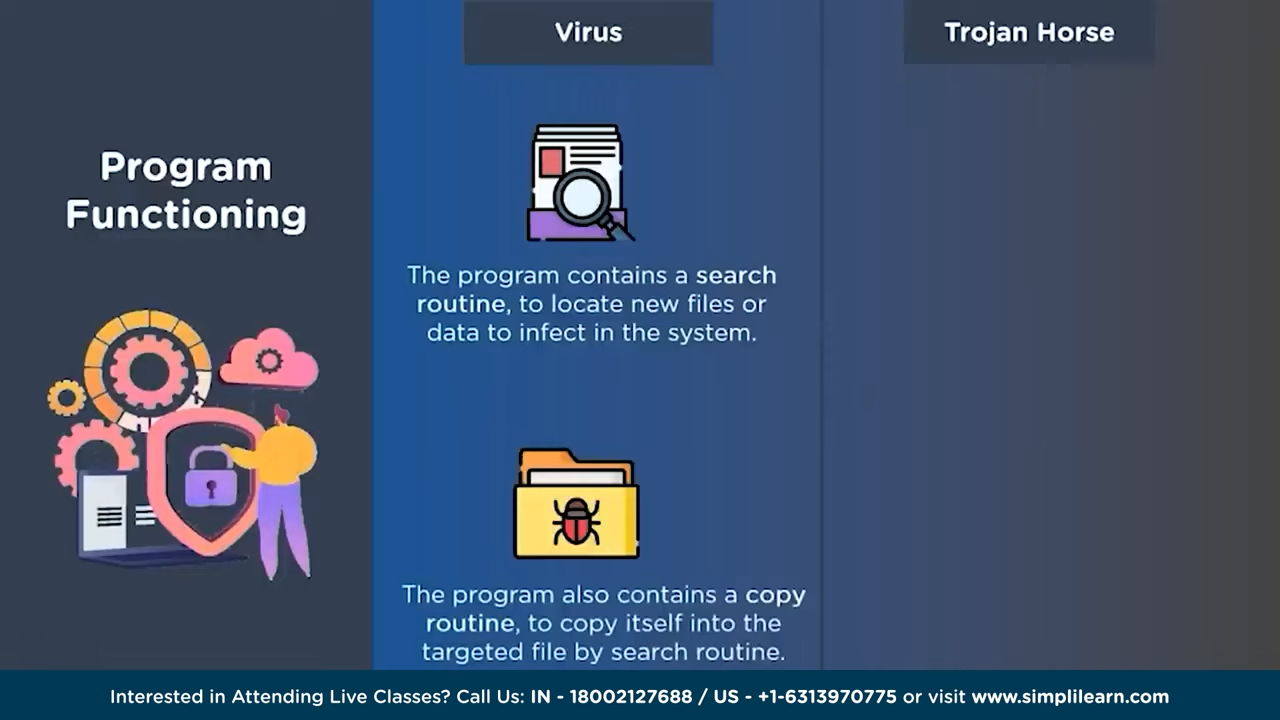 Virus
Trojan Horse
Program
Functioning
The program contains a search
routine, to locate new files or
data to infect in the system.
The program also contains a copy
routine, to copy itself into the
targeted file by search routine.
Interested in Attending Live Classes? Call Us: IN - 18002127688 / US - +1-6313970775 or visit www.simplilearn.com